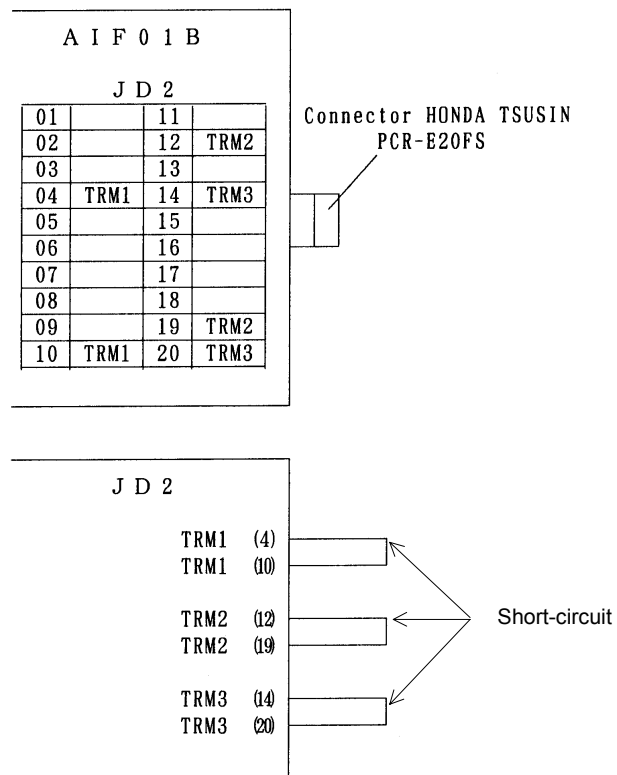 AIF01B
JD2
Connector HONDA TSUSIN
PCR-E20FS
01 11
02 12 TRM2
03 13
04 TRM1 14 TRM3
05 15
06 16
07 17
08 18
09 19 TRM2
10 TRM1 20 TRM3
JD2
TRM1 (4)
TRM1 (10)
TRM2 (12)
TRM2 (19)
Short-circuit
TRM3 (14)
TRM3 (20)